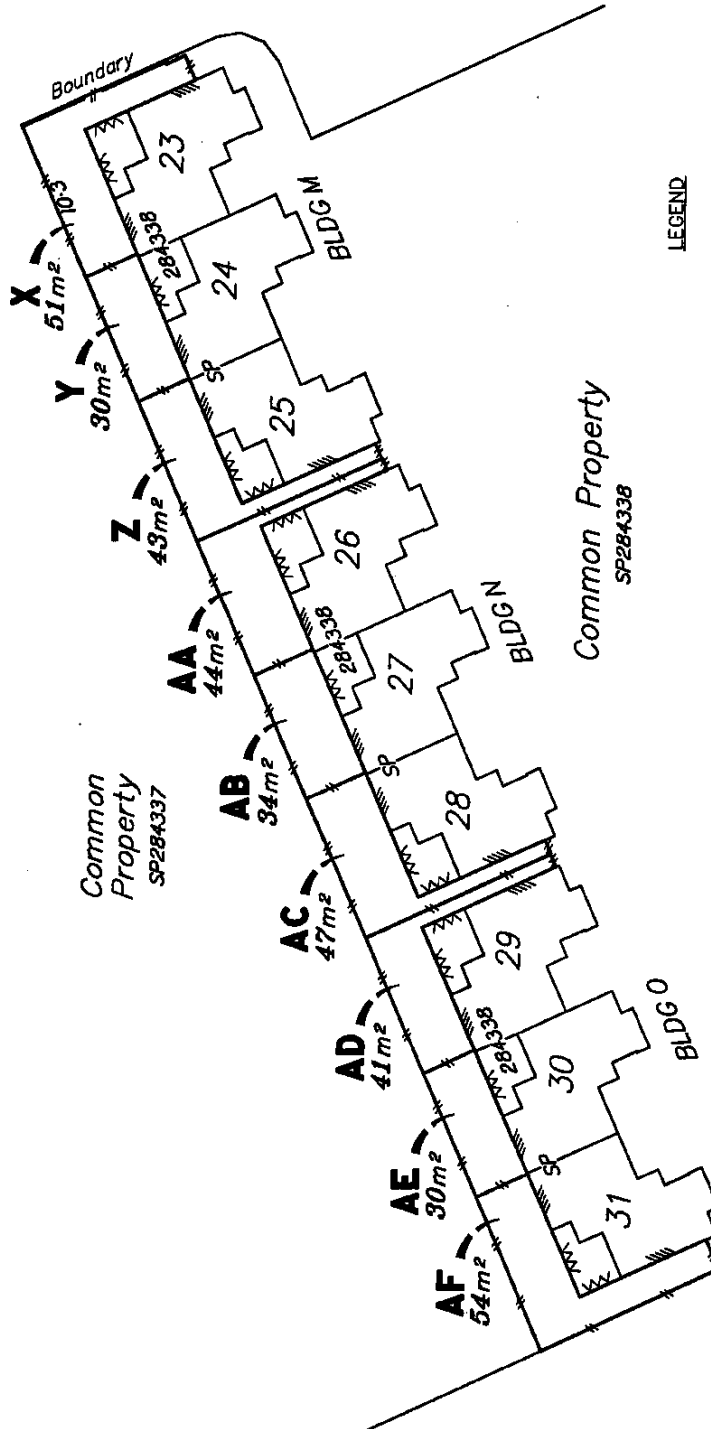 Boundary
10·3
X
51m²
Y
30m²
Z
43m²
AA
44m²
AB
34m²
AC
47m²
AD
41m²
AE
30m²
AF
54m²
23
24
25
SP 284338
BLDG M
26
27
28
SP 284338
BLDG N
29
30
31
SP 284338
BLDG O
Common
Property
SP284337
Common Property
SP284338
LEGEND